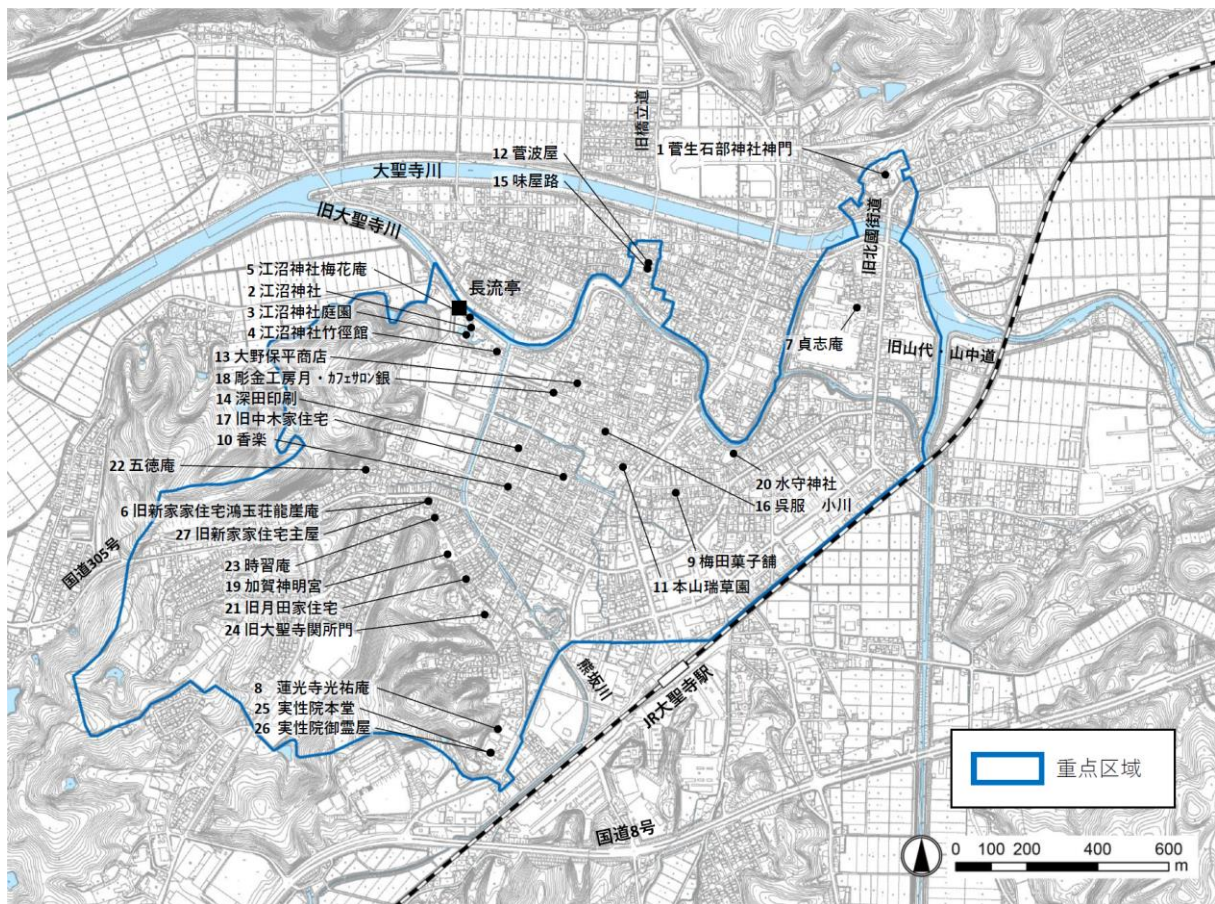 旧橋立道
12 菅波屋
15 味屋路
1 菅生石部神社神門
大聖寺川
旧大聖寺川
旧北國街道
5 江沼神社梅花庵
2 江沼神社
3 江沼神社庭園
4 江沼神社竹徑館
長流亭
13 大野保平商店
18 彫金工房月・カフェサロン銀
14 深田印刷
17 旧中木家住宅
10 香楽
7 貞志庵
旧山代・山中道
22 五徳庵
20 水守神社
16 呉服 小川
6 旧新家家住宅鴻玉荘龍崖庵
27 旧新家家住宅主屋
国道305号
9 梅田菓子舗
11 本山瑞草園
23 時習庵
19 加賀神明宮
21 旧月田家住宅
24 旧大聖寺関所門
熊坂川
JR大聖寺駅
8 蓮光寺光祐庵
25 実性院本堂
26 実性院御霊屋
重点区域
国道8号
0 100 200 400 600
m